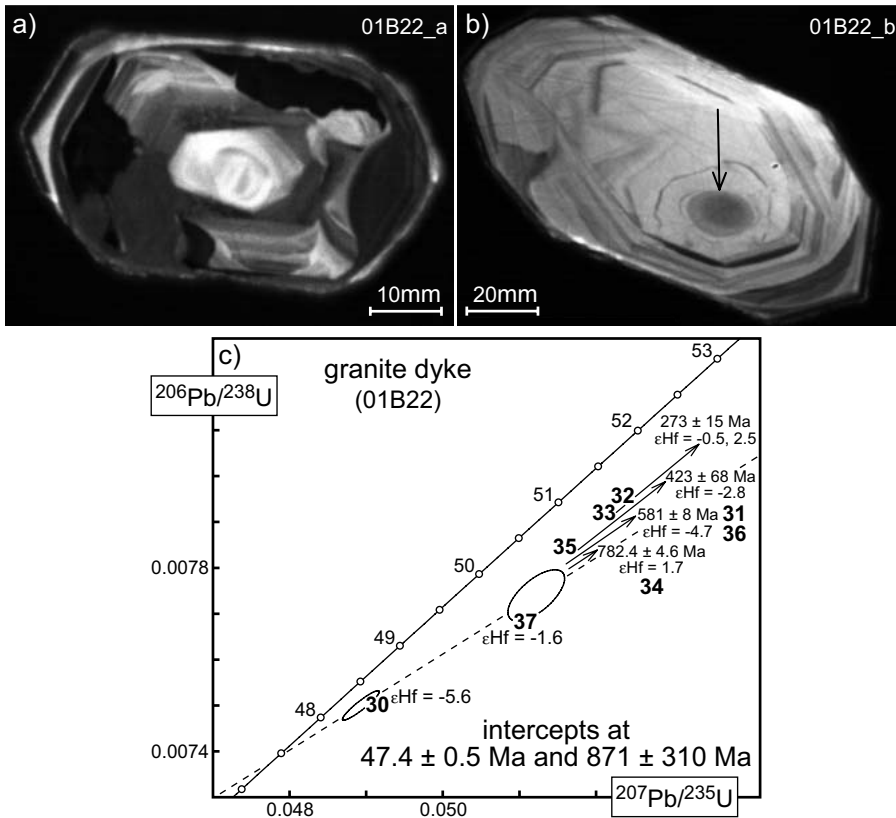 a)
01B22_a
10mm
b)
01B22_b
20mm
c)
granite dyke
(01B22)
²⁰⁶Pb/²³⁸U
53
52
51
50
49
48
273 ± 15 Ma
εHf = -0.5, 2.5
423 ± 68 Ma
εHf = -2.8
581 ± 8 Ma
εHf = -4.7
782.4 ± 4.6 Ma
εHf = 1.7
32
33
31
35
36
34
37
εHf = -1.6
30
εHf = -5.6
0.0078
0.0074
intercepts at
47.4 ± 0.5 Ma and 871 ± 310 Ma
²⁰⁷Pb/²³⁵U
0.048
0.050